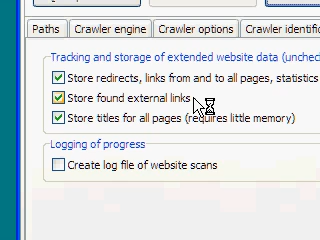 Paths
Crawler engine
Crawler options
Crawler identifi
Tracking and storage of extended website data (unchec
Store redirects, links from and to all pages, statistics
Store found external links
Store titles for all pages (requires little memory)
Logging of progress
Create log file of website scans